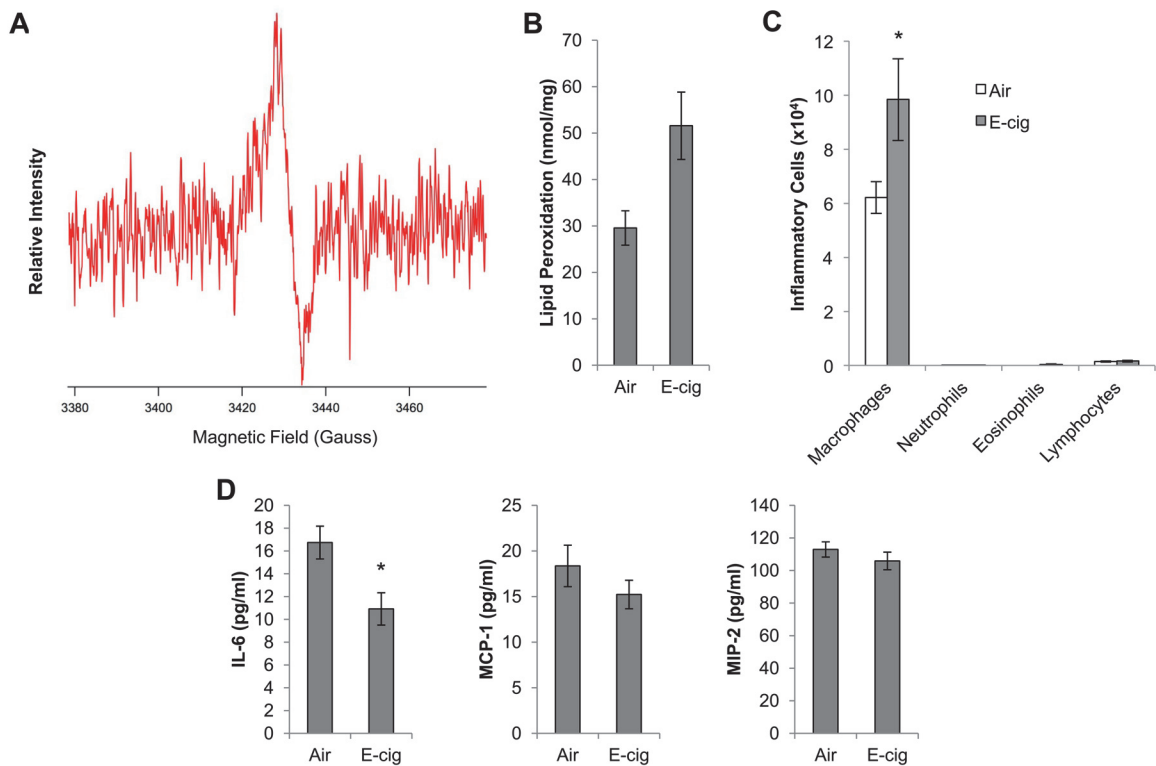 A
Relative Intensity
3380 3400 3420 3440 3460
Magnetic Field (Gauss)
B
Lipid Peroxidation (nmol/mg)
70
60
50
40
30
20
10
0
Air E-cig
C
Inflammatory Cells (x10⁴)
12
10
8
6
4
2
0
*
Air
E-cig
Macrophages
Neutrophils
Eosinophils
Lymphocytes
D
IL-6 (pg/ml)
20
18
16
14
12
10
8
6
4
2
0
*
Air E-cig
MCP-1 (pg/ml)
25
20
15
10
5
0
Air E-cig
MIP-2 (pg/ml)
140
120
100
80
60
40
20
0
Air E-cig